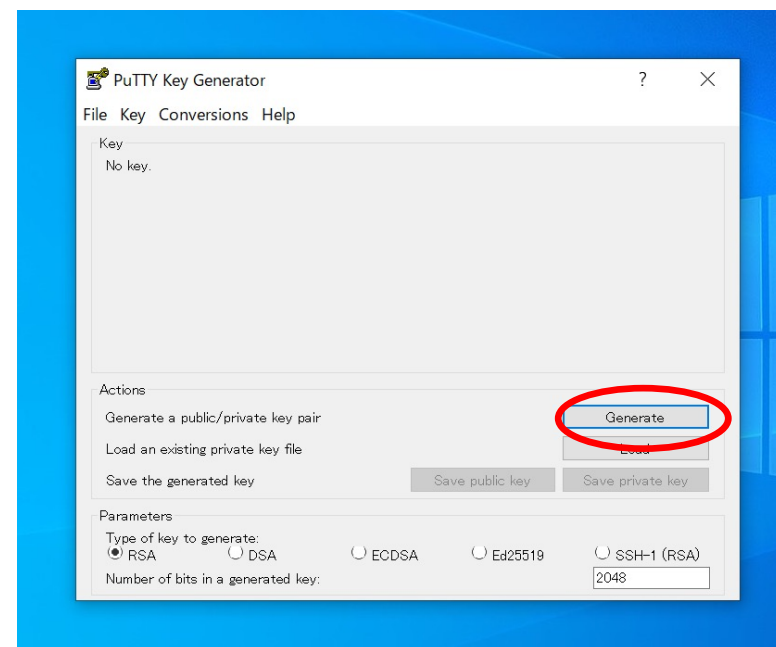 PuTTY Key Generator ? ×
File Key Conversions Help
Key
No key.
Actions
Generate a public/private key pair Generate
Load an existing private key file Load
Save the generated key Save public key Save private key
Parameters
Type of key to generate:
RSA DSA ECDSA Ed25519 SSH-1 (RSA)
Number of bits in a generated key: 2048